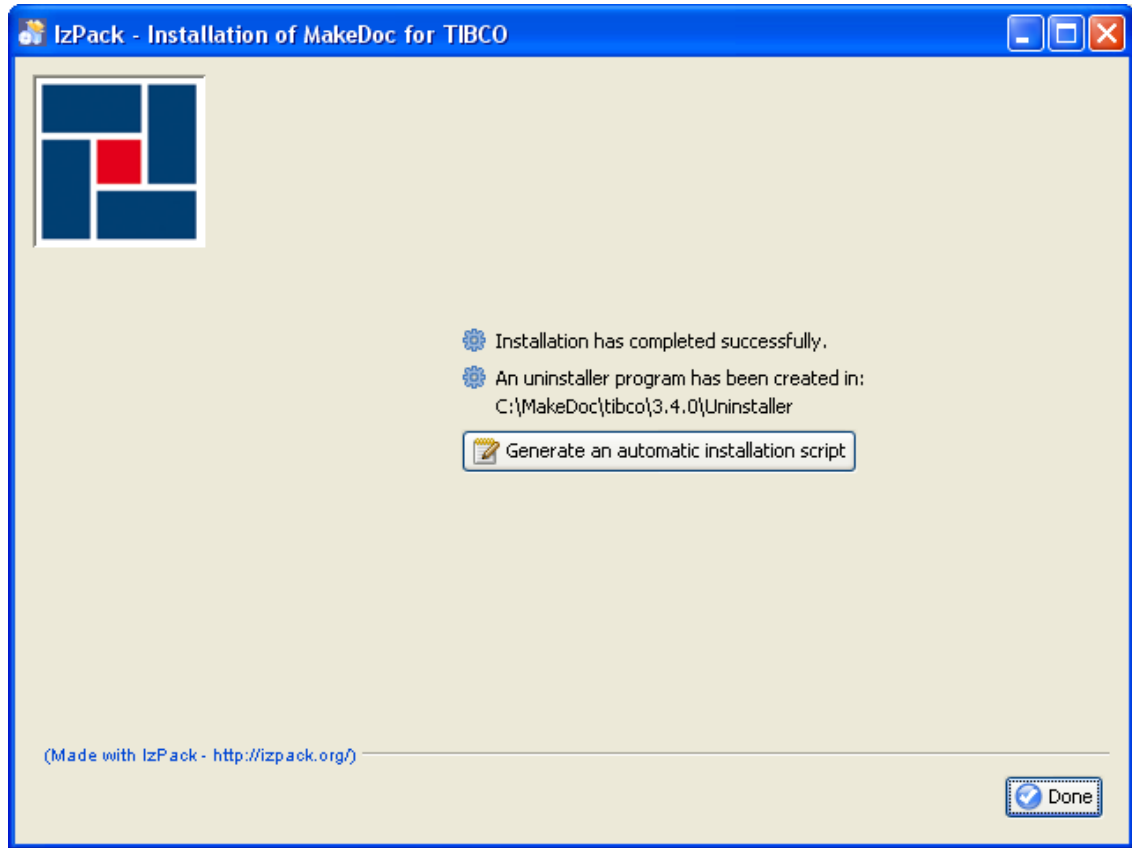 IzPack - Installation of MakeDoc for TIBCO
Installation has completed successfully.
An uninstaller program has been created in:
C:\MakeDoc\tibco\3.4.0\Uninstaller
Generate an automatic installation script
(Made with IzPack - http://izpack.org/)
Done